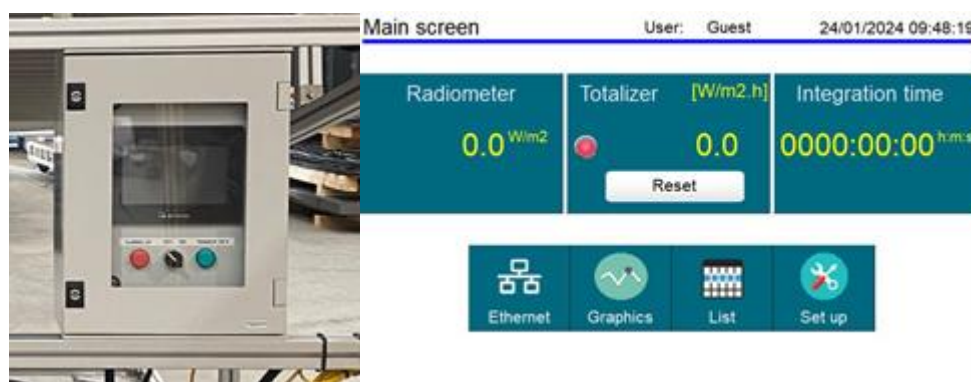 Main screen User: Guest 24/01/2024 09:48:19
Radiometer Totalizer [W/m2.h] Integration time
0.0 W/m2 0.0 0000:00:00 h:m:s
Reset
Ethernet Graphics List Set up